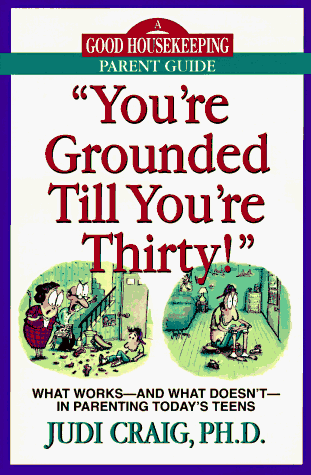 A
GOOD HOUSEKEEPING
PARENT GUIDE
"You're
Grounded
Till You're
Thirty!"
WHAT WORKS—AND WHAT DOESN'T—
IN PARENTING TODAY'S TEENS
JUDI CRAIG, PH.D.